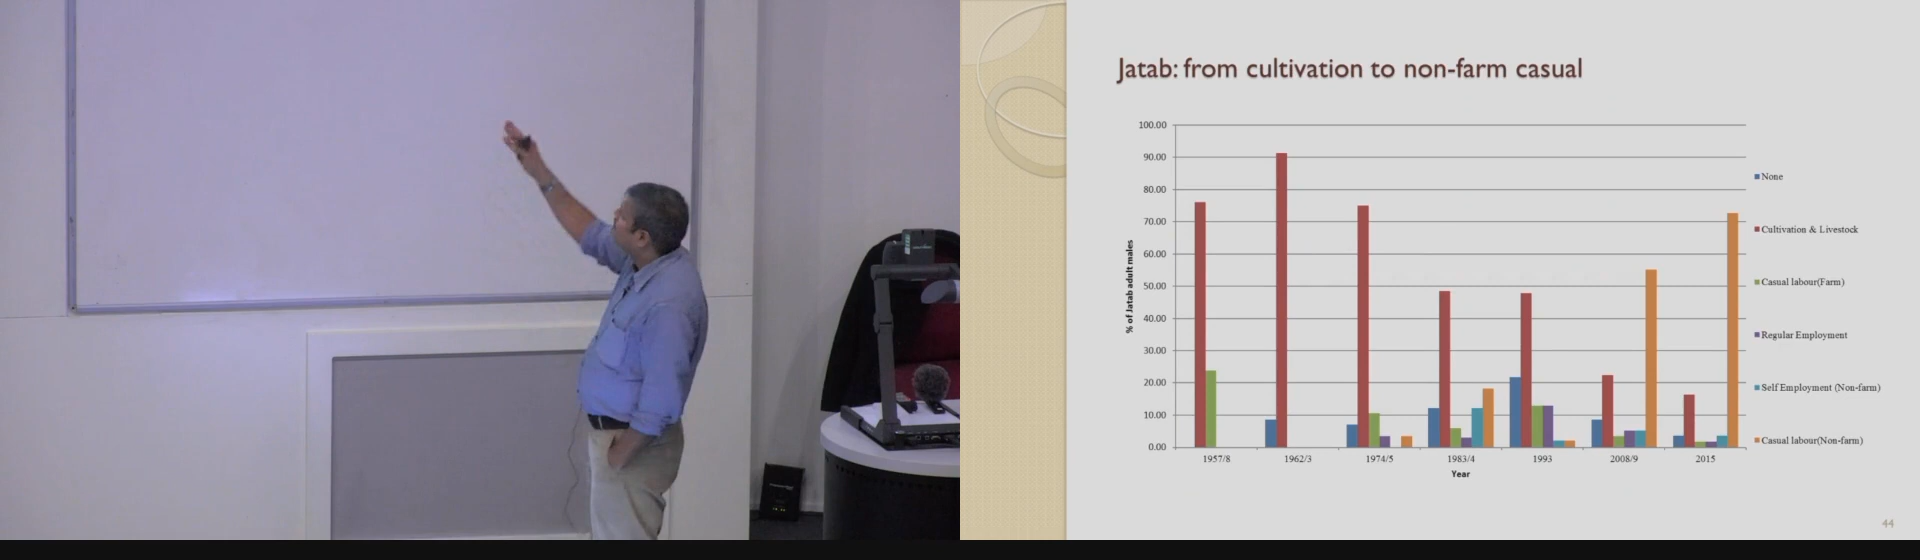 Jatab: from cultivation to non-farm casual
100.00
90.00
80.00
70.00
60.00
50.00
40.00
30.00
20.00
10.00
0.00
% of Jatab adult males
1957/8 1962/3 1974/5 1983/4 1993 2008/9 2015
Year
None
Cultivation & Livestock
Casual labour(Farm)
Regular Employment
Self Employment (Non-farm)
Casual labour(Non-farm)
44